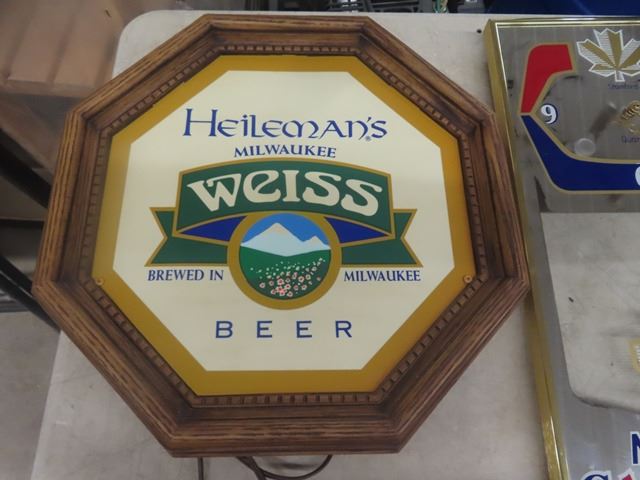 Heileman's
MILWAUKEE
WEISS
BREWED IN MILWAUKEE
BEER
9